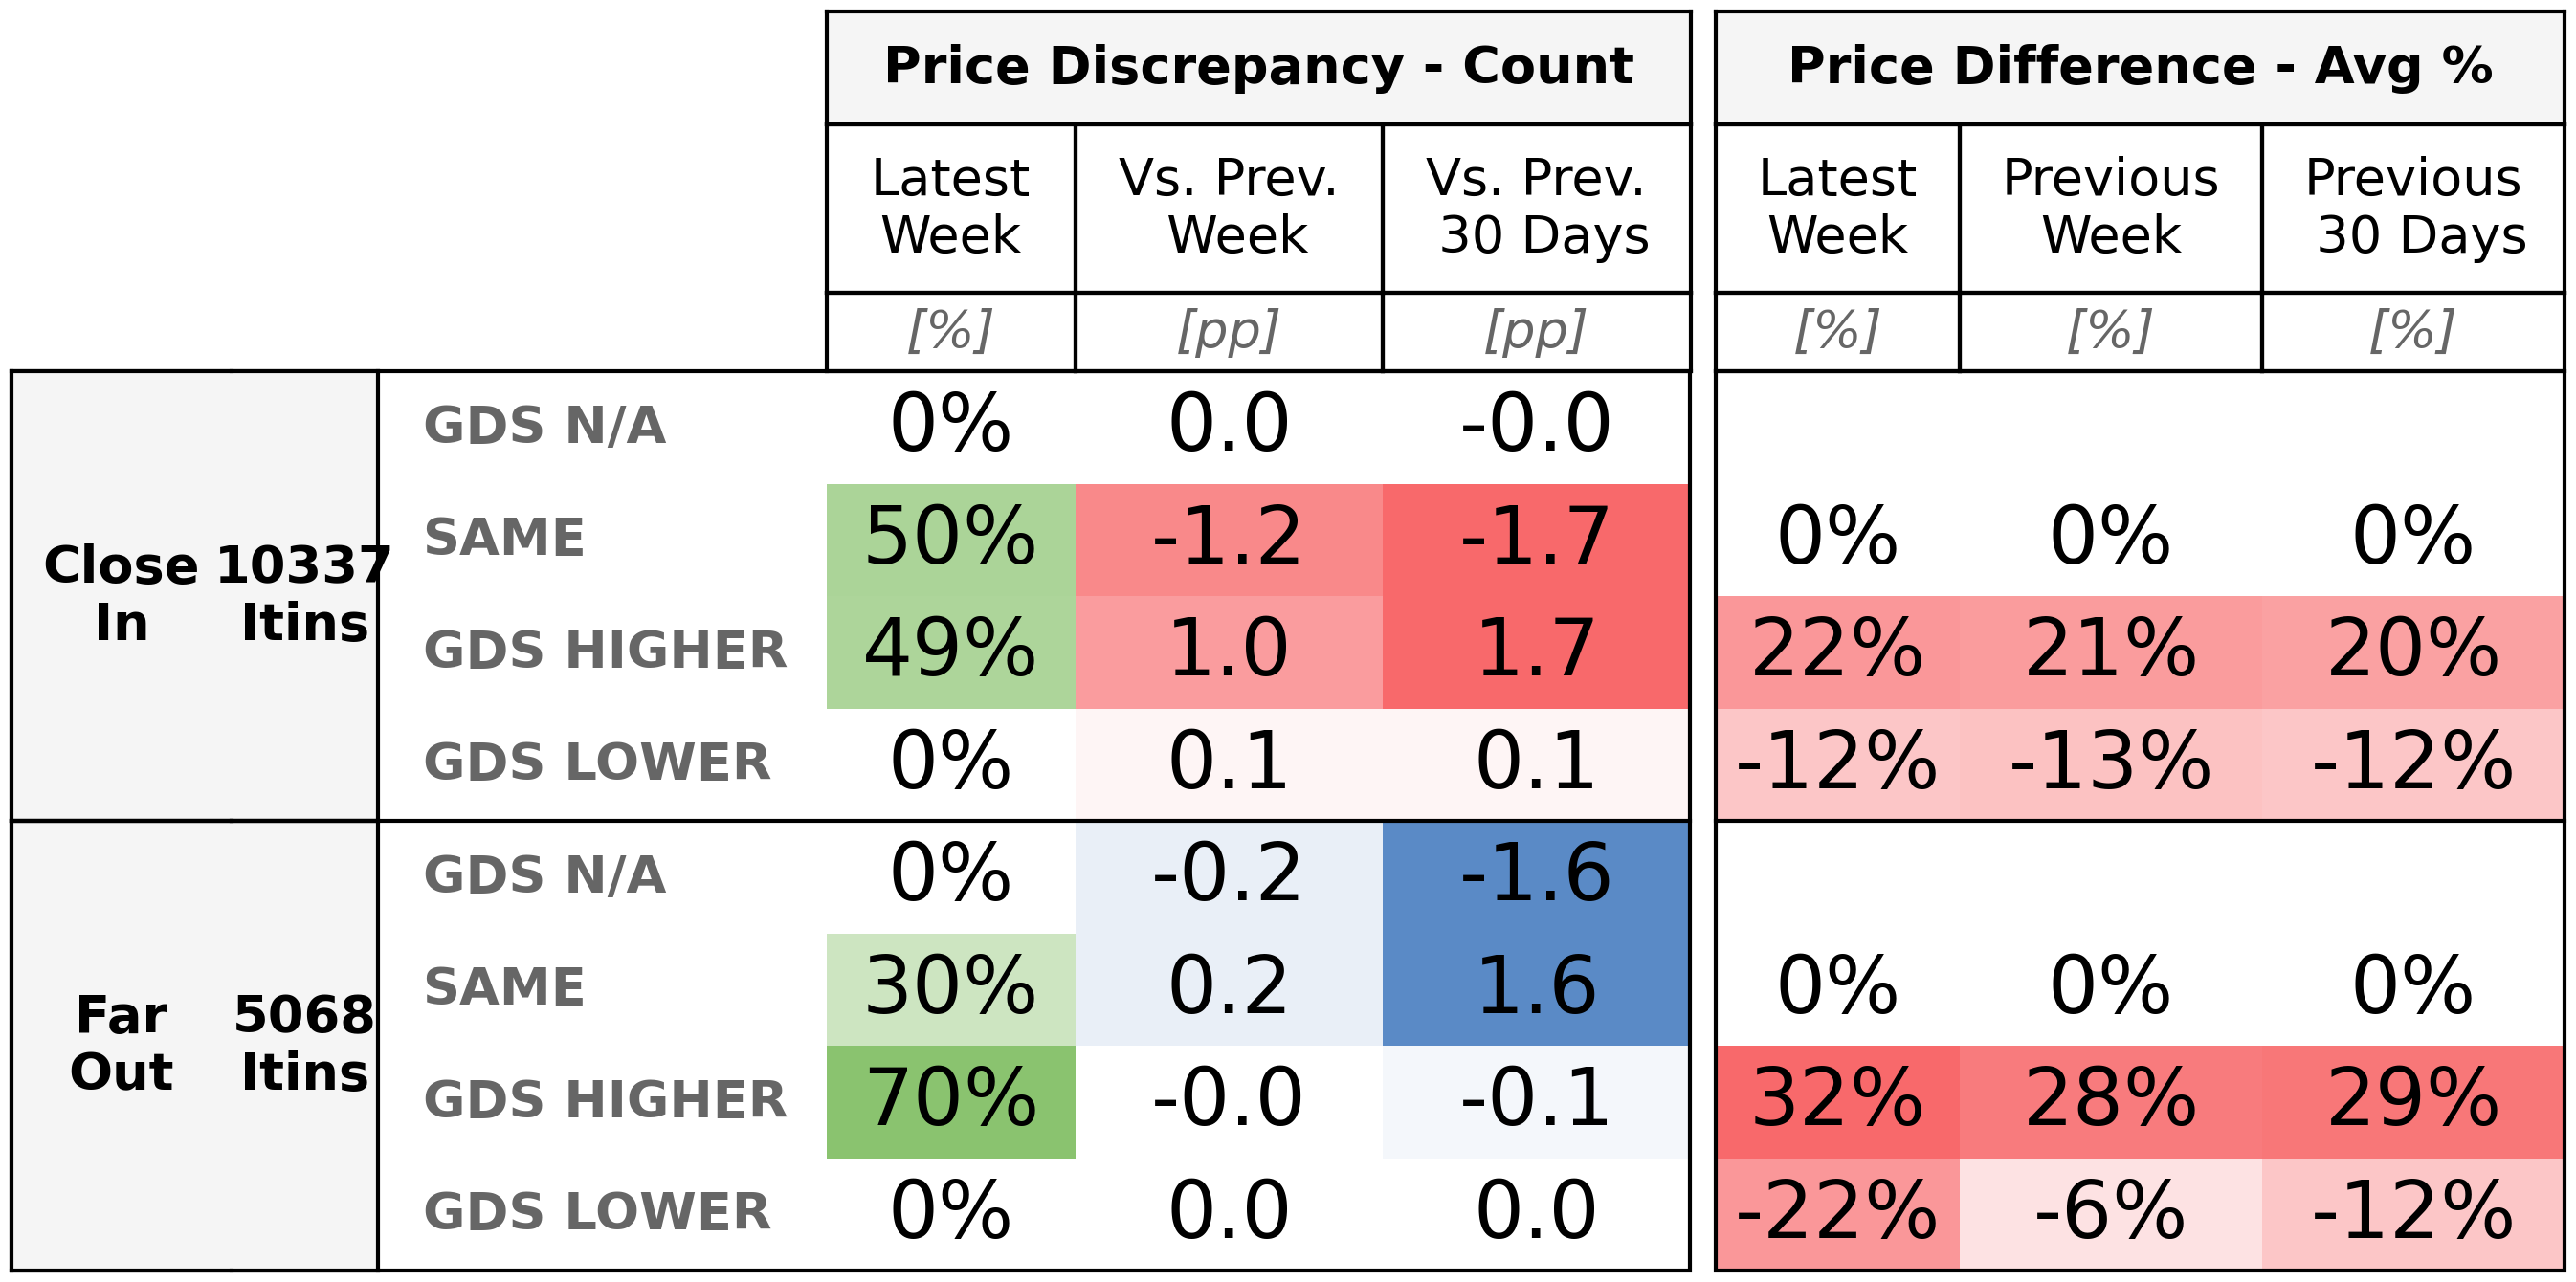 Price Discrepancy - Count Price Difference - Avg %
Latest Week Vs. Prev. Week Vs. Prev. 30 Days Latest Week Previous Week Previous 30 Days
[%] [pp] [pp] [%] [%] [%]
Close In 10337 Itins
GDS N/A 0% 0.0 -0.0
SAME 50% -1.2 -1.7 0% 0% 0%
GDS HIGHER 49% 1.0 1.7 22% 21% 20%
GDS LOWER 0% 0.1 0.1 -12% -13% -12%
Far Out 5068 Itins
GDS N/A 0% -0.2 -1.6
SAME 30% 0.2 1.6 0% 0% 0%
GDS HIGHER 70% -0.0 -0.1 32% 28% 29%
GDS LOWER 0% 0.0 0.0 -22% -6% -12%